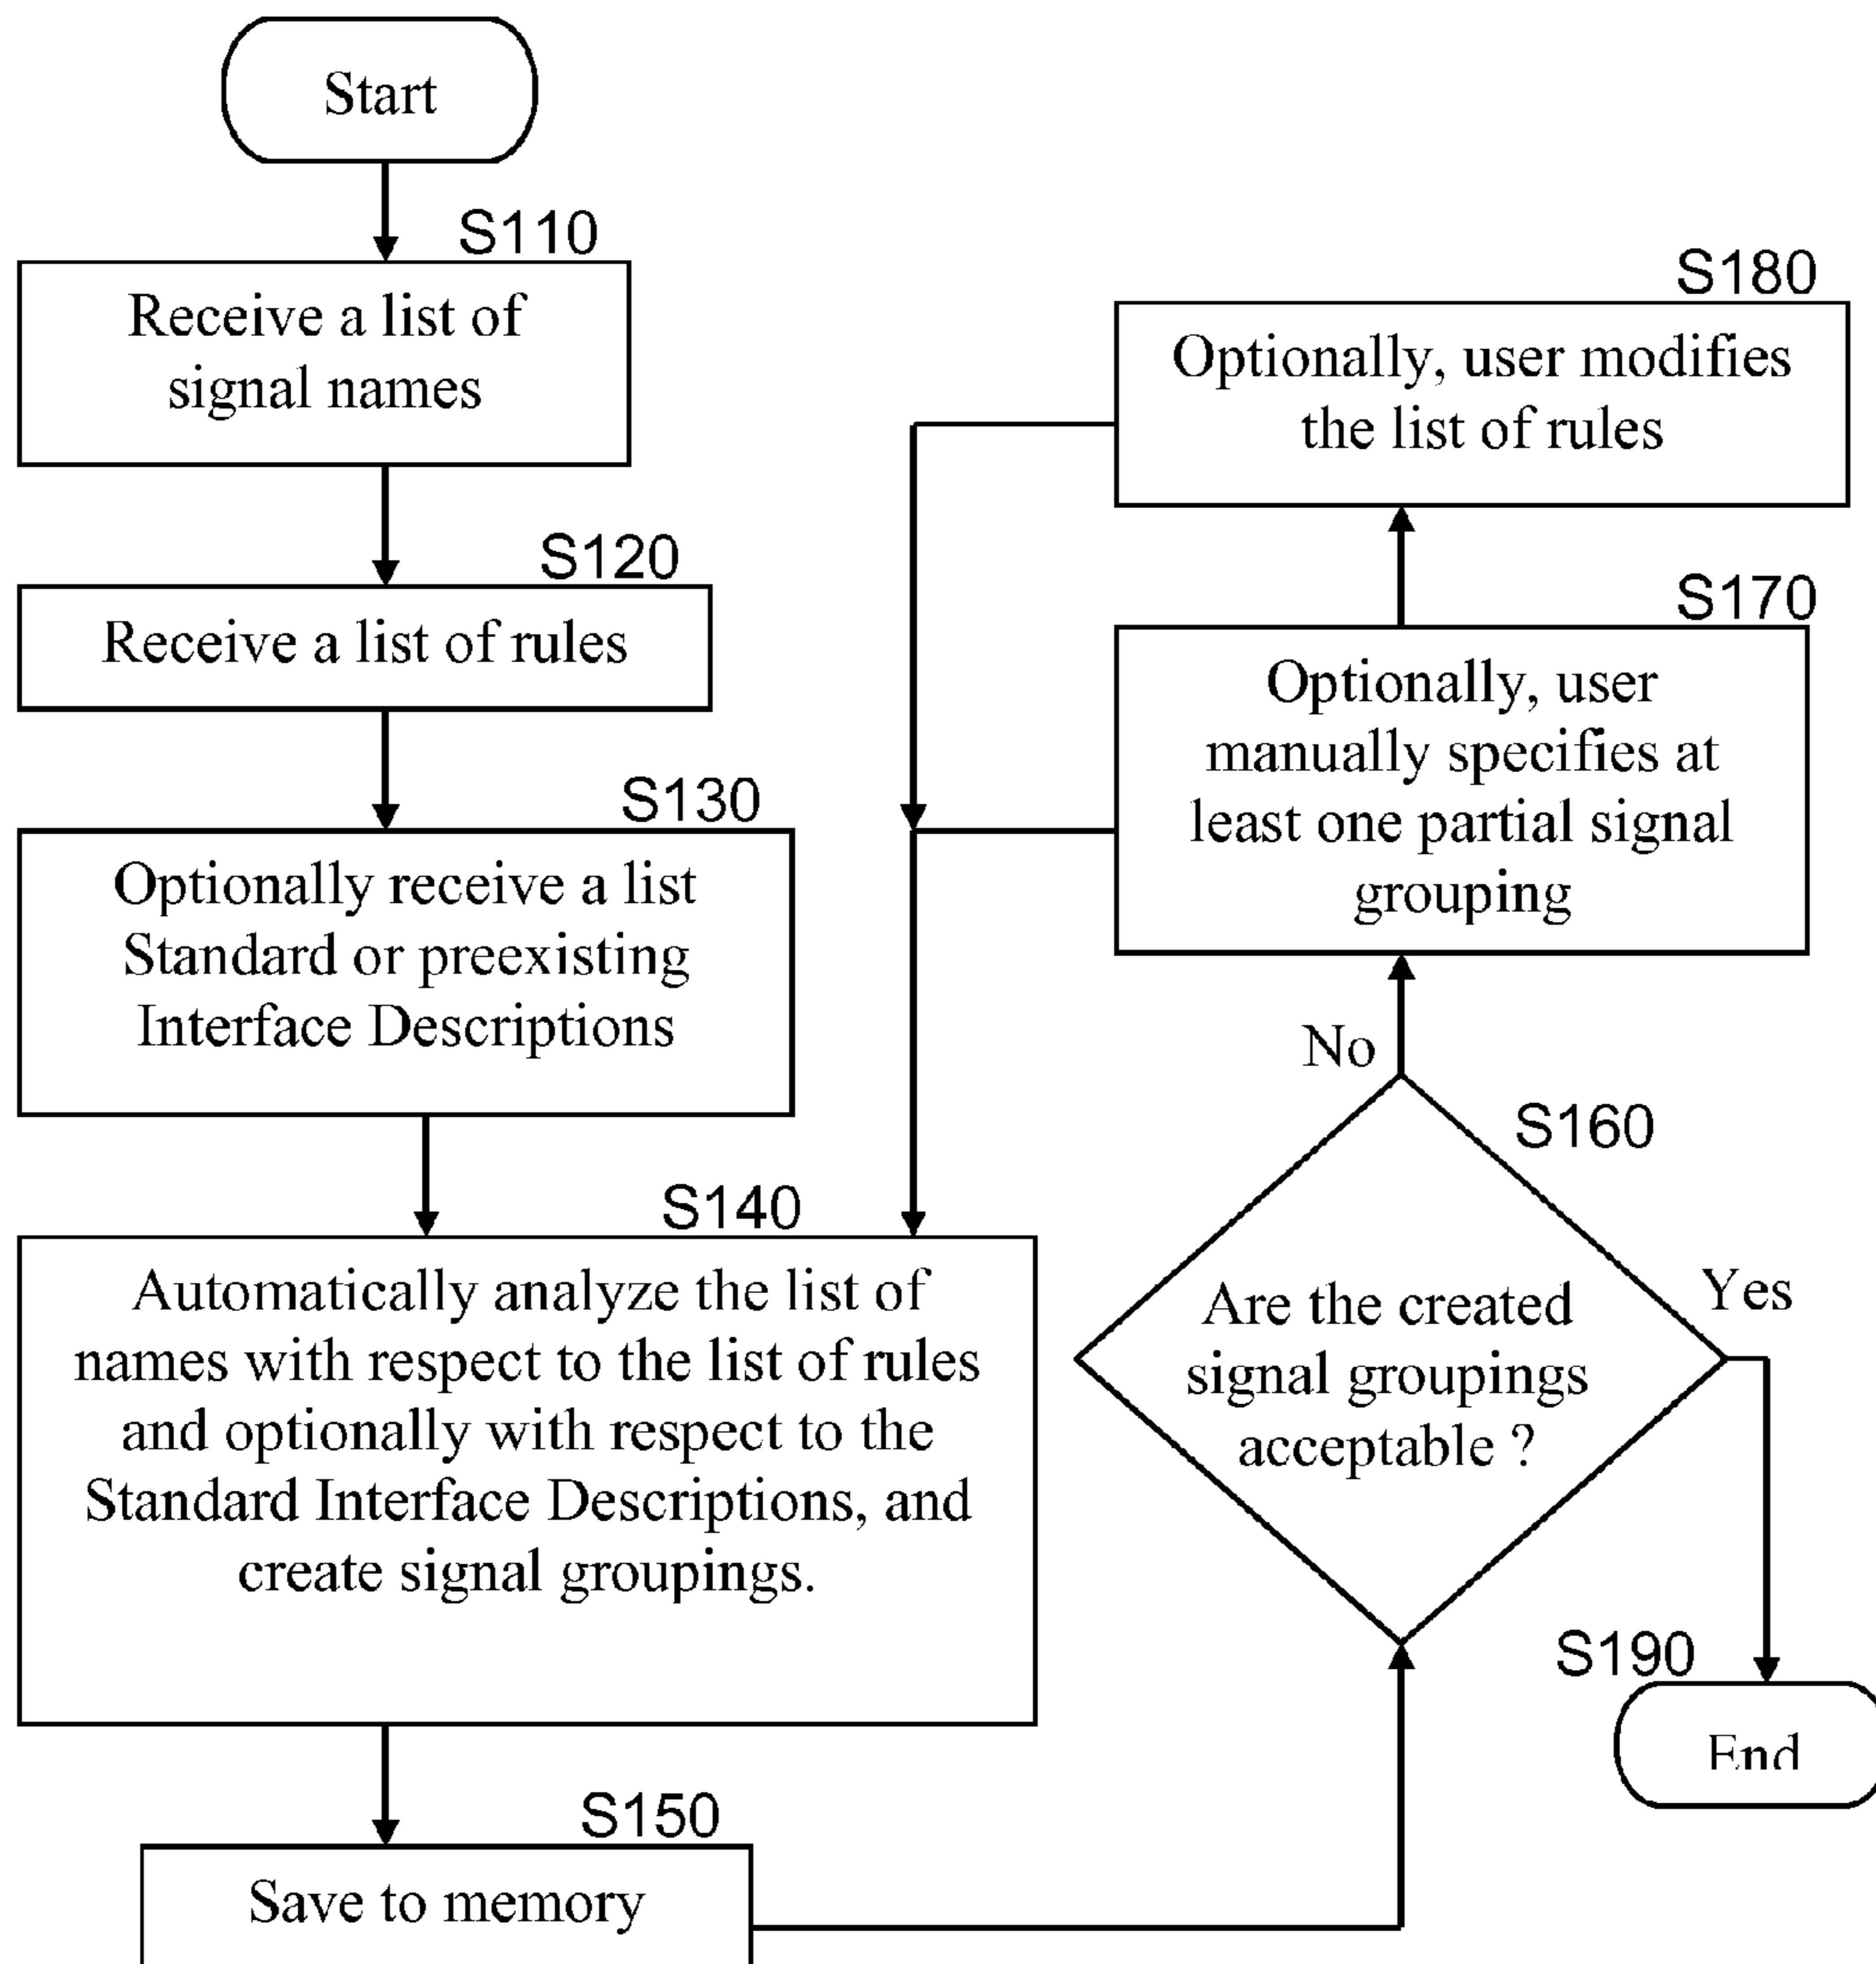 Start
S110
Receive a list of
signal names
S120
Receive a list of rules
S130
Optionally receive a list
Standard or preexisting
Interface Descriptions
S140
Automatically analyze the list of
names with respect to the list of rules
and optionally with respect to the
Standard Interface Descriptions, and
create signal groupings.
S150
Save to memory
S160
Are the created
signal groupings
acceptable ?
No
Yes
S170
Optionally, user
manually specifies at
least one partial signal
grouping
S180
Optionally, user modifies
the list of rules
S190
End